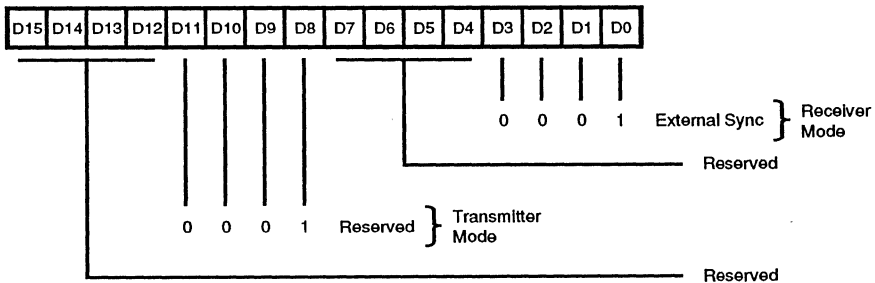 D15 D14 D13 D12 D11 D10 D9 D8 D7 D6 D5 D4 D3 D2 D1 D0
0 0 0 1 External Sync
Receiver
Mode
Reserved
0 0 0 1 Reserved
Transmitter
Mode
Reserved